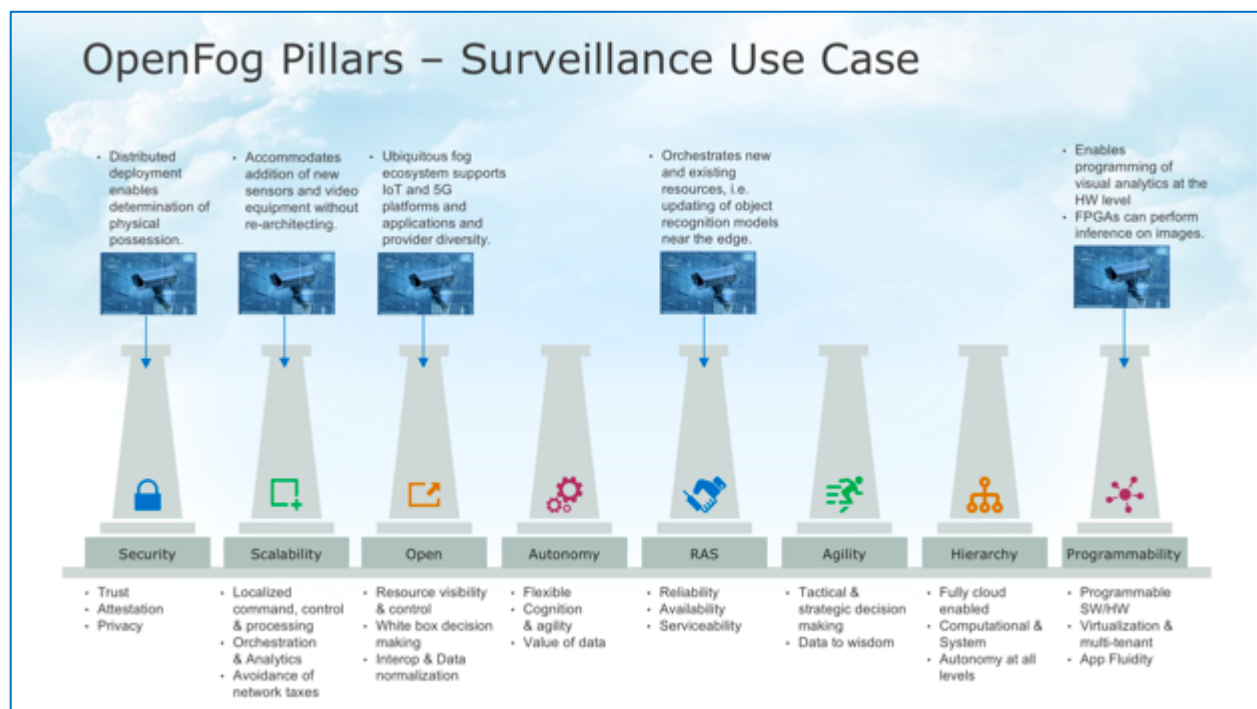 OpenFog Pillars – Surveillance Use Case
• Distributed
deployment
enables
determination of
physical
possession.
• Accommodates
addition of new
sensors and video
equipment without
re-architecting.
• Ubiquitous fog
ecosystem supports
IoT and 5G
platforms and
applications and
provider diversity.
• Orchestrates new
and existing
resources, i.e.
updating of object
recognition models
near the edge.
• Enables
programming of
visual analytics at the
HW level
• FPGAs can perform
inference on images.
Security
Scalability
Open
Autonomy
RAS
Agility
Hierarchy
Programmability
• Trust
• Attestation
• Privacy
• Localized
command, control
& processing
• Orchestration
& Analytics
• Avoidance of
network taxes
• Resource visibility
& control
• White box decision
making
• Interop & Data
normalization
• Flexible
• Cognition
& agility
• Value of data
• Reliability
• Availability
• Serviceability
• Tactical &
strategic decision
making
• Data to wisdom
• Fully cloud
enabled
• Computational &
System
• Autonomy at all
levels
• Programmable
SW/HW
• Virtualization &
multi-tenant
• App Fluidity